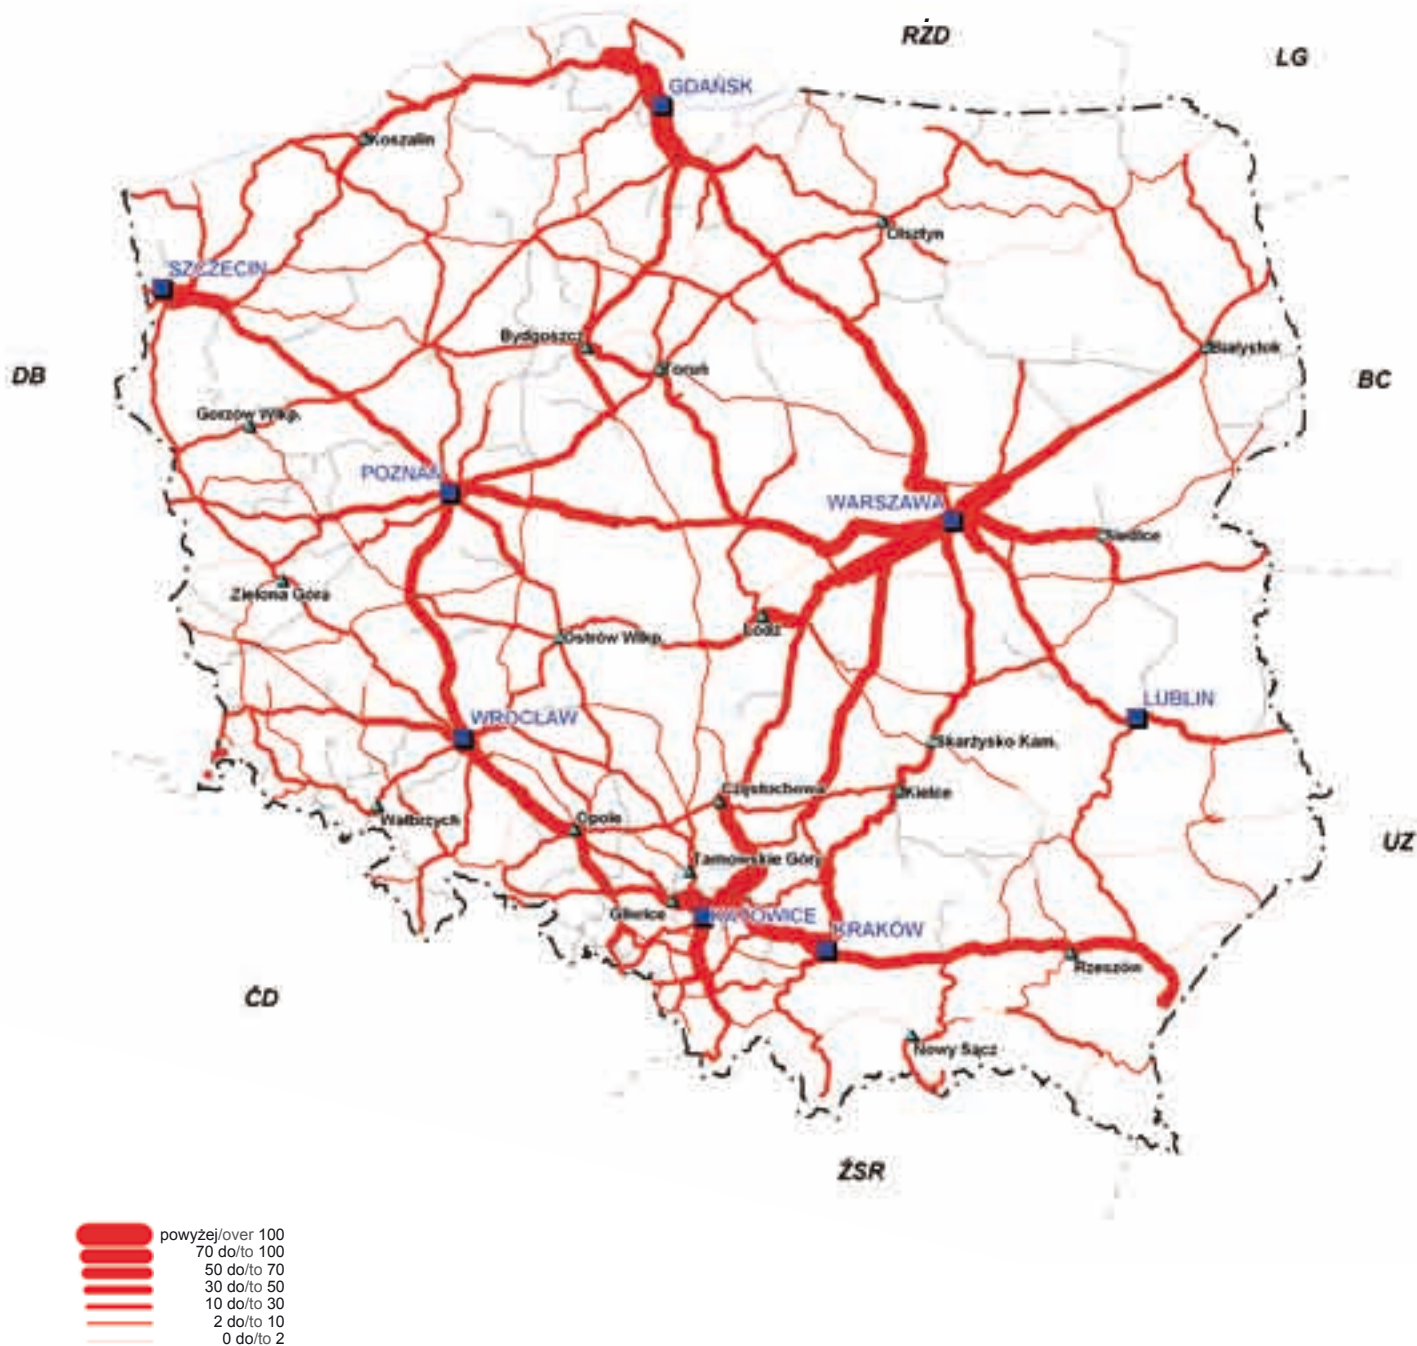 RŻD
LG
GDAŃSK
Koszalin
Olsztyn
SZCZECIN
Bydgoszcz
Białystok
Toruń
DB
BC
Gorzów Wlkp.
POZNAŃ
WARSZAWA
Siedlce
Zielona Góra
Łódź
Ostrów Wlkp.
LUBLIN
WROCŁAW
Skarżysko Kam.
Częstochowa
Kielce
Wałbrzych
Opole
UZ
Tarnowskie Góry
Gliwice
KATOWICE
KRAKÓW
Rzeszów
ČD
Nowy Sącz
ŽSR
powyżej/over 100
70 do/to 100
50 do/to 70
30 do/to 50
10 do/to 30
2 do/to 10
0 do/to 2